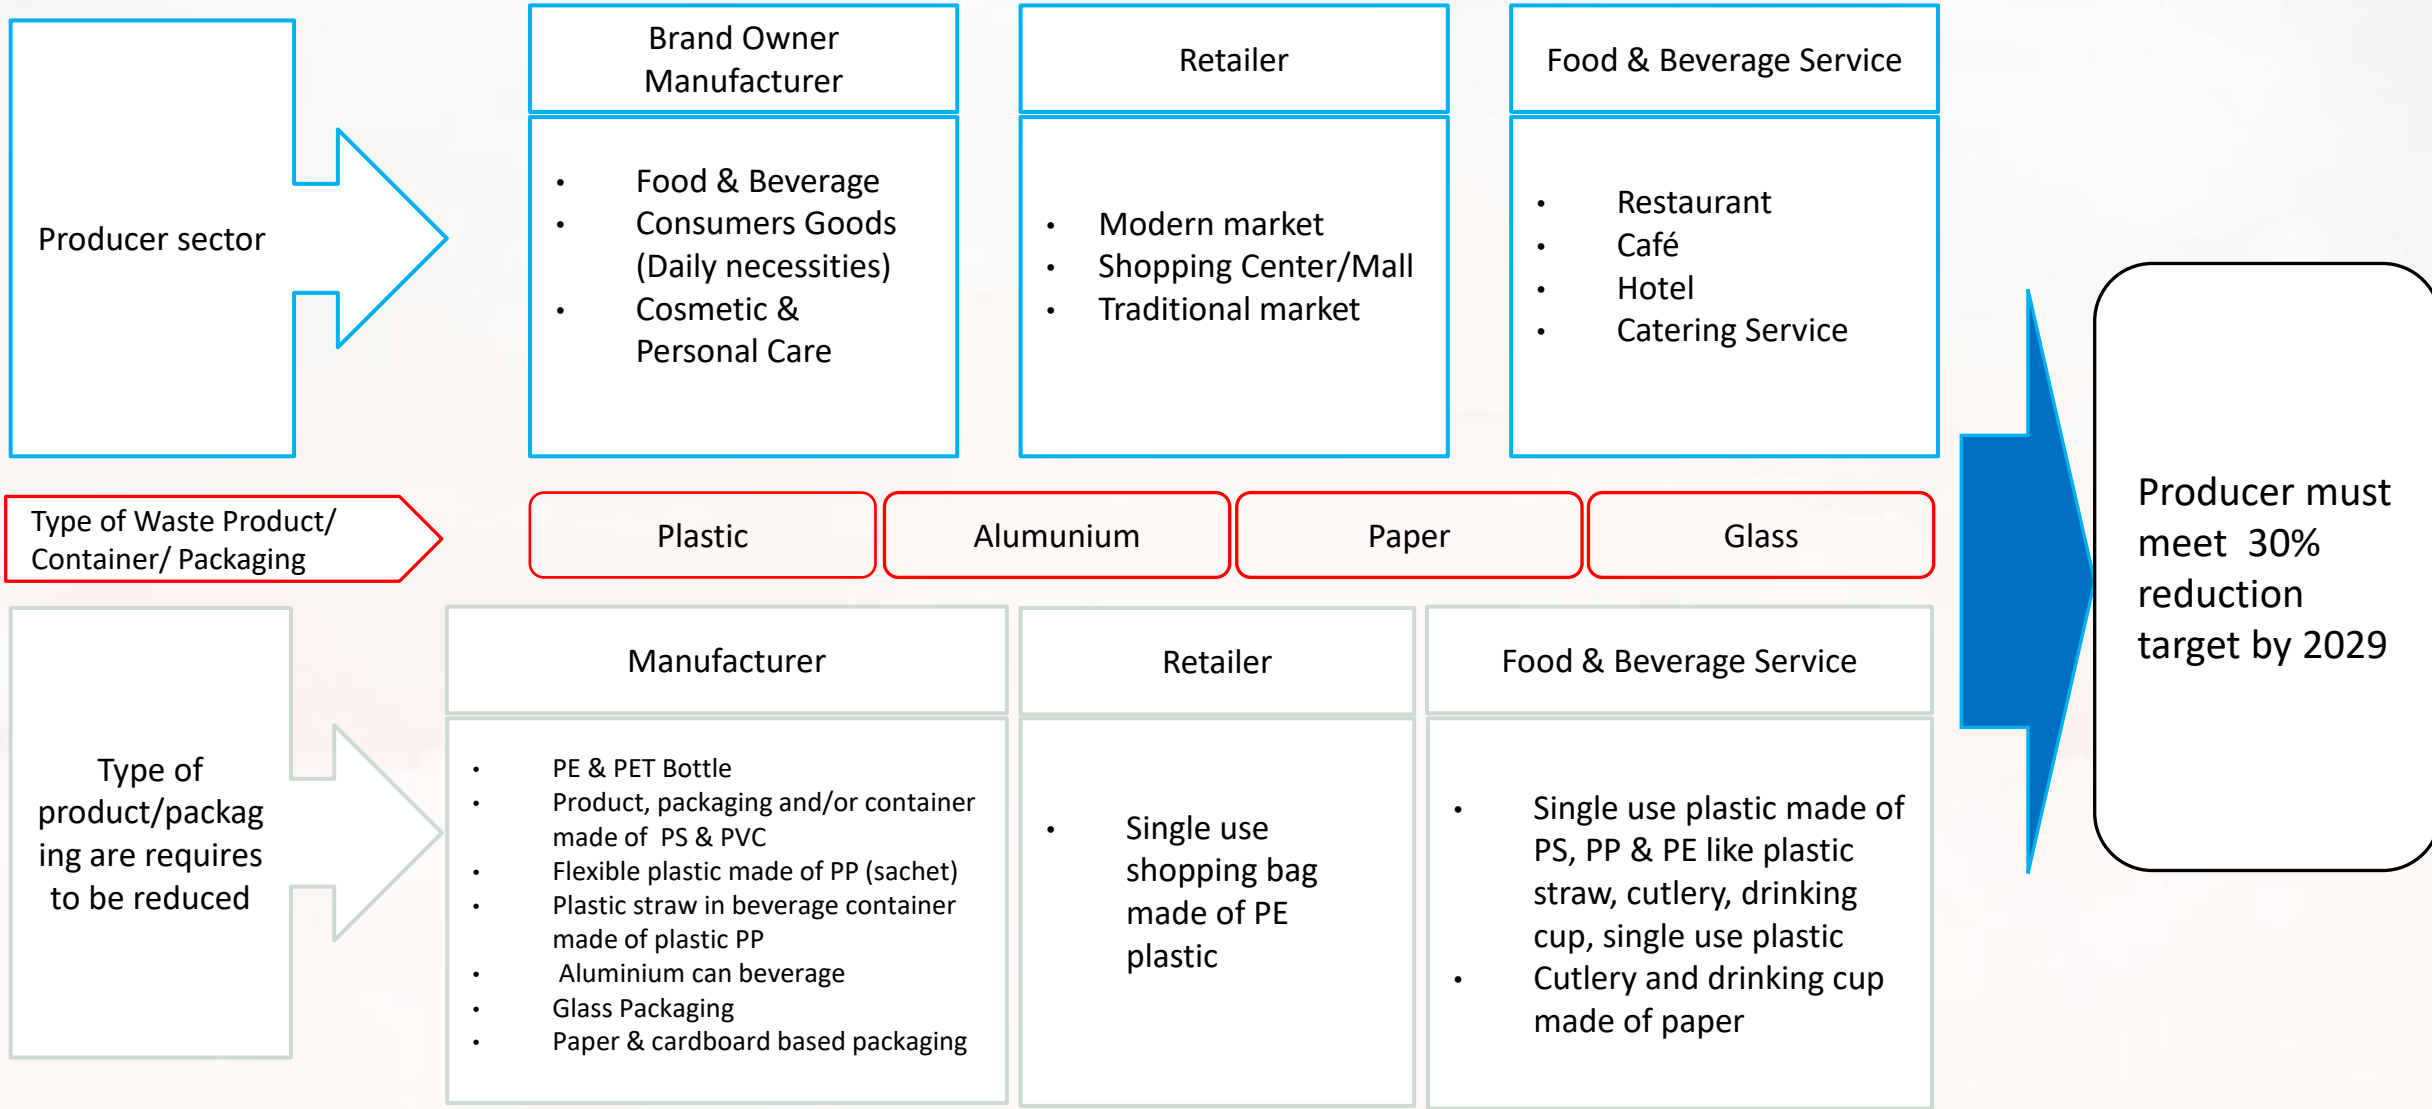 Producer sector
Brand Owner
Manufacturer
• Food & Beverage
• Consumers Goods
(Daily necessities)
• Cosmetic &
Personal Care
Retailer
• Modern market
• Shopping Center/Mall
• Traditional market
Food & Beverage Service
• Restaurant
• Café
• Hotel
• Catering Service
Type of Waste Product/
Container/ Packaging
Plastic
Alumunium
Paper
Glass
Type of
product/packag
ing are requires
to be reduced
Manufacturer
• PE & PET Bottle
• Product, packaging and/or container
made of PS & PVC
• Flexible plastic made of PP (sachet)
• Plastic straw in beverage container
made of plastic PP
• Aluminium can beverage
• Glass Packaging
• Paper & cardboard based packaging
Retailer
• Single use
shopping bag
made of PE
plastic
Food & Beverage Service
• Single use plastic made of
PS, PP & PE like plastic
straw, cutlery, drinking
cup, single use plastic
• Cutlery and drinking cup
made of paper
Producer must
meet 30%
reduction
target by 2029